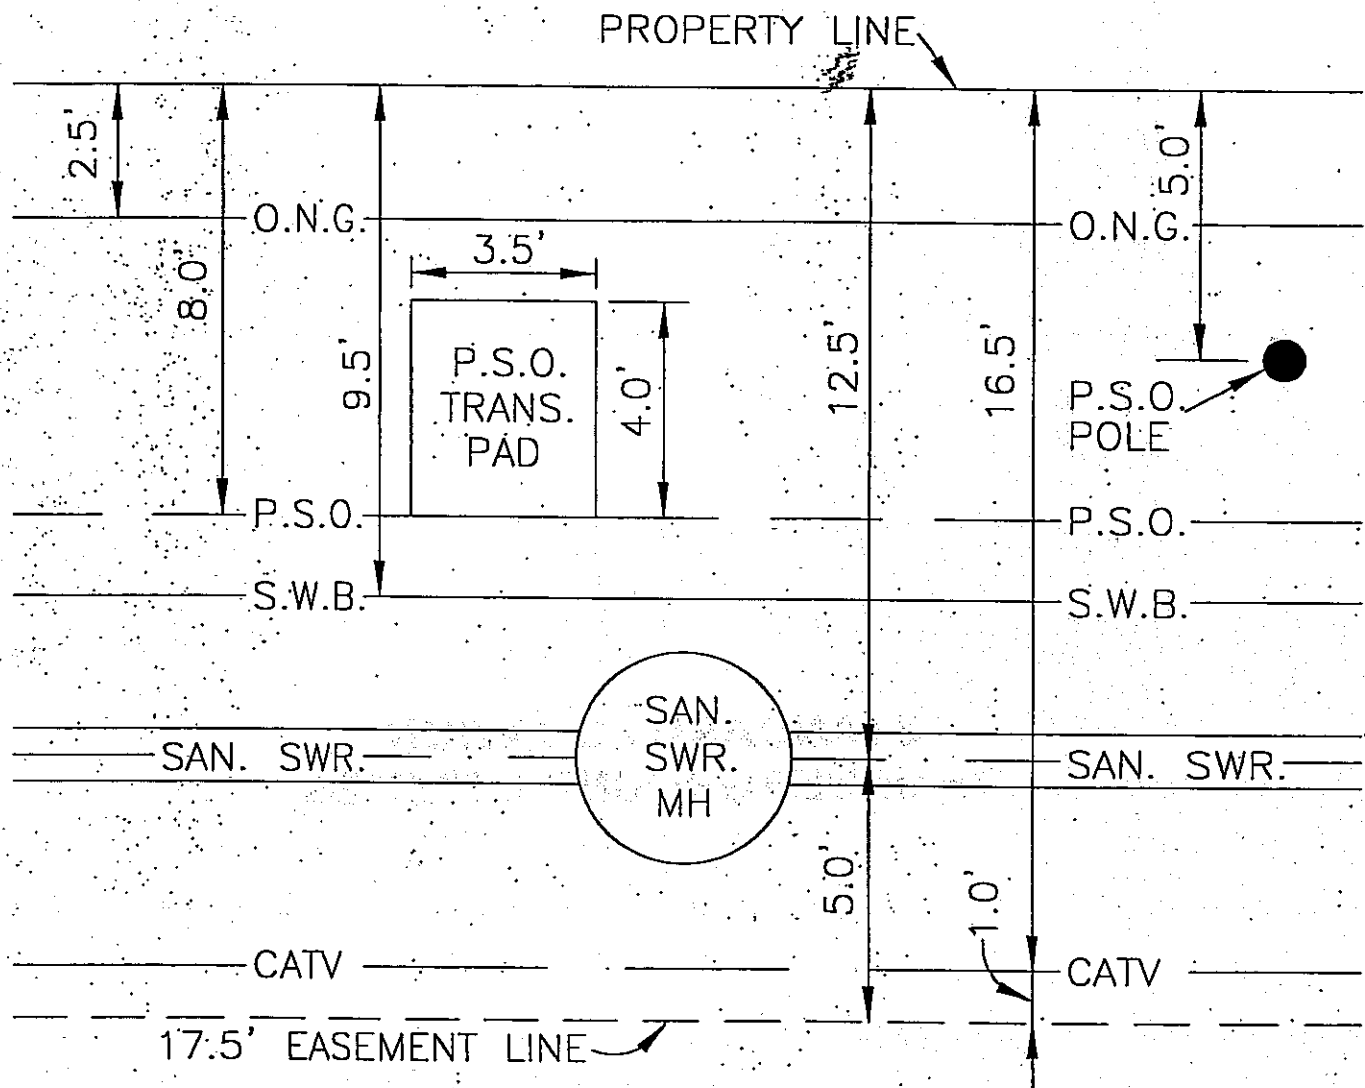 PROPERTY LINE
2.5'
8.0'
9.5'
12.5'
16.5'
5.0'
O.N.G.
O.N.G.
3.5'
P.S.O.
TRANS.
PAD
4.0'
P.S.O.
POLE
P.S.O.
P.S.O.
S.W.B.
S.W.B.
SAN.
SWR.
MH
SAN. SWR.
SAN. SWR.
5.0'
1.0'
CATV
CATV
17.5' EASEMENT LINE